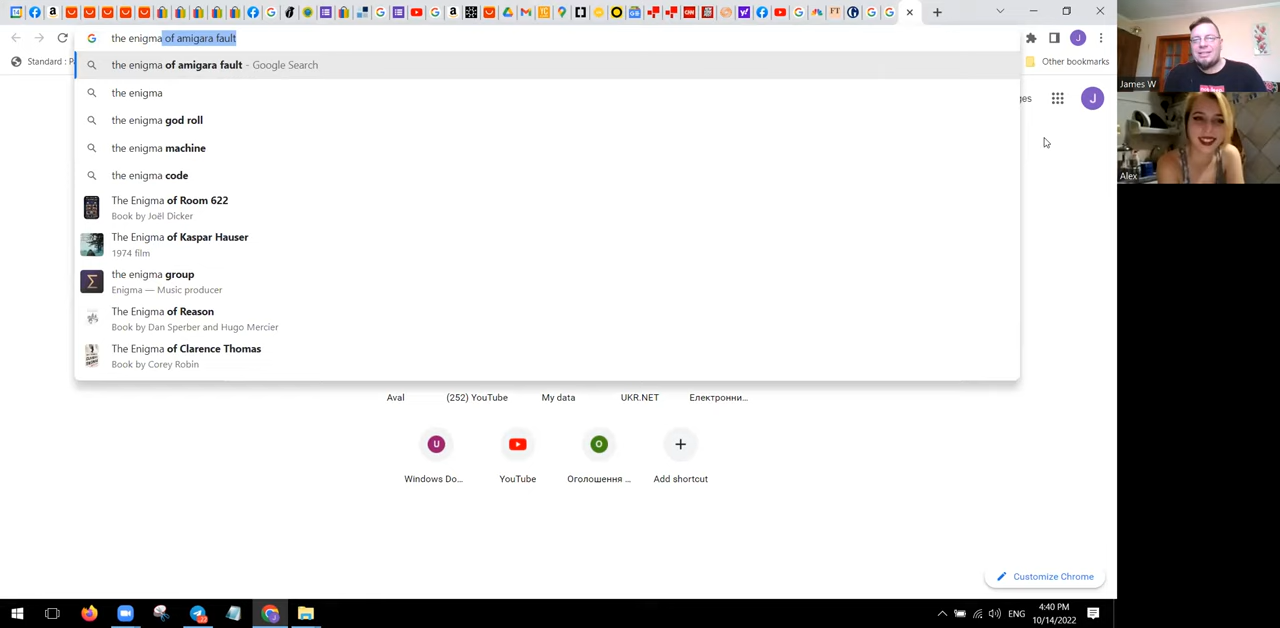 the enigma of amigara fault
Standard : Pa
Other bookmarks
the enigma of amigara fault - Google Search
the enigma
the enigma god roll
the enigma machine
the enigma code
The Enigma of Room 622
Book by Joël Dicker
The Enigma of Kaspar Hauser
1974 film
the enigma group
Enigma — Music producer
The Enigma of Reason
Book by Dan Sperber and Hugo Mercier
The Enigma of Clarence Thomas
Book by Corey Robin
ges
J
J
James W
Alex
Aval
(252) YouTube
My data
UKR.NET
Електронни...
U
O
Windows Do...
YouTube
Оголошення ...
Add shortcut
Customize Chrome
ENG
4:40 PM
10/14/2022